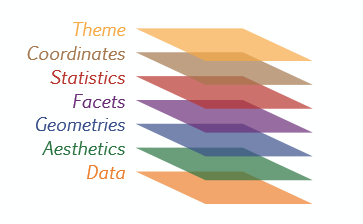 Theme
Coordinates
Statistics
Facets
Geometries
Aesthetics
Data